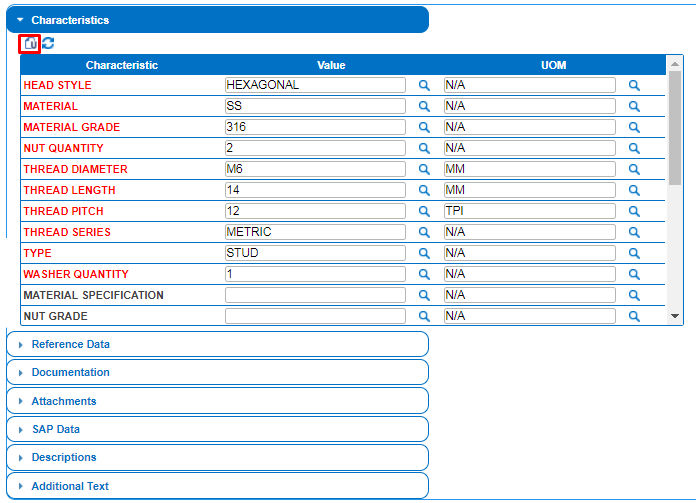 Characteristics
Characteristic Value UOM
HEAD STYLE HEXAGONAL N/A
MATERIAL SS N/A
MATERIAL GRADE 316 N/A
NUT QUANTITY 2 N/A
THREAD DIAMETER M6 MM
THREAD LENGTH 14 MM
THREAD PITCH 12 TPI
THREAD SERIES METRIC N/A
TYPE STUD N/A
WASHER QUANTITY 1 N/A
MATERIAL SPECIFICATION N/A
NUT GRADE N/A
Reference Data
Documentation
Attachments
SAP Data
Descriptions
Additional Text